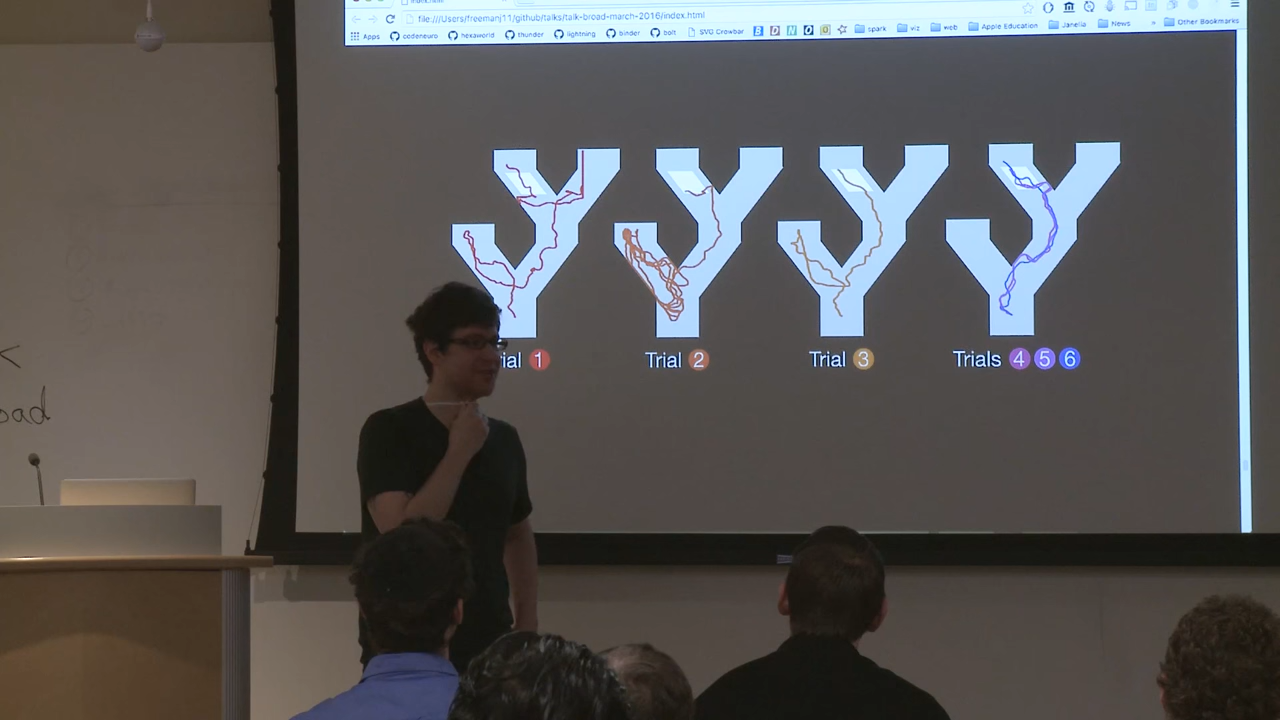 index.html
file:///Users/freemanj11/github/talks/talk-broad-march-2016/index.html
Apps codeneuro hexaworld thunder lightning binder bolt SVG Crowbar B D N O O spark viz web Apple Education Janelia News » Other Bookmarks
ial 1 Trial 2 Trial 3 Trials 4 5 6
oad